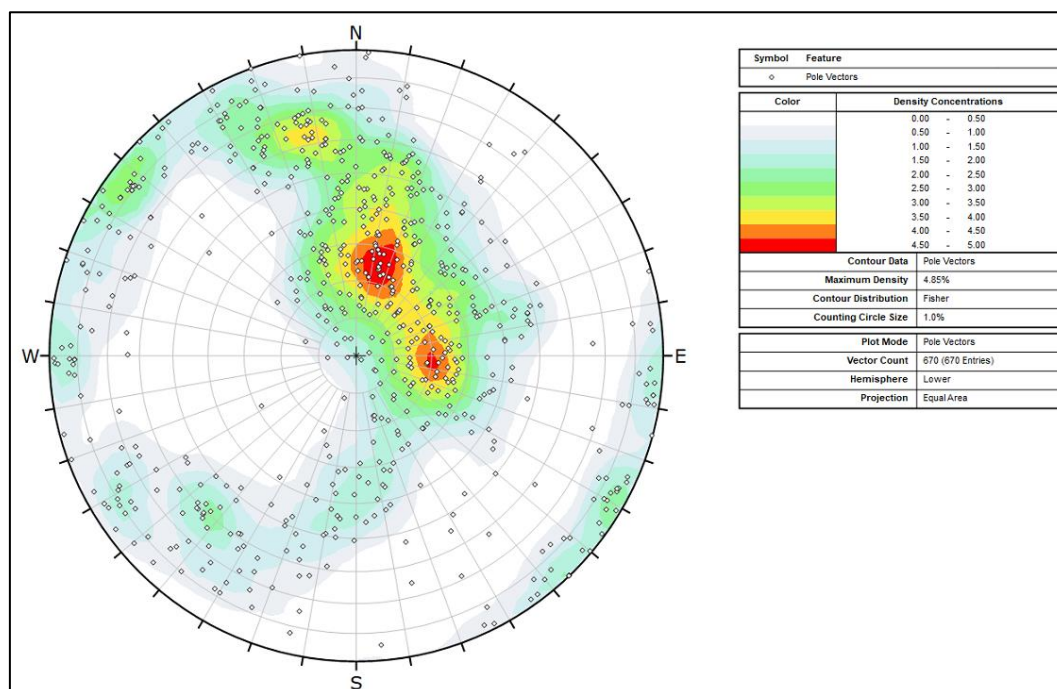 N
W
E
S
Symbol Feature
Pole Vectors
Color Density Concentrations
0.00 - 0.50
0.50 - 1.00
1.00 - 1.50
1.50 - 2.00
2.00 - 2.50
2.50 - 3.00
3.00 - 3.50
3.50 - 4.00
4.00 - 4.50
4.50 - 5.00
Contour Data Pole Vectors
Maximum Density 4.85%
Contour Distribution Fisher
Counting Circle Size 1.0%
Plot Mode Pole Vectors
Vector Count 670 (670 Entries)
Hemisphere Lower
Projection Equal Area